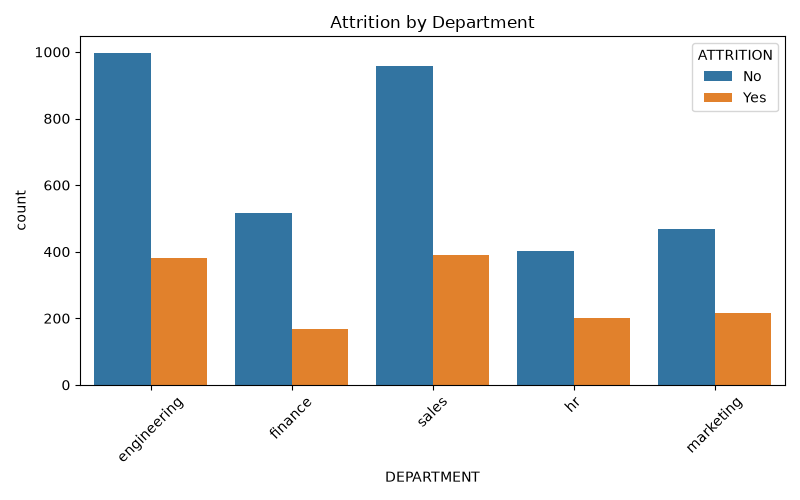 Attrition by Department
ATTRITION
No
Yes
count
1000
800
600
400
200
0
engineering
finance
sales
hr
marketing
DEPARTMENT